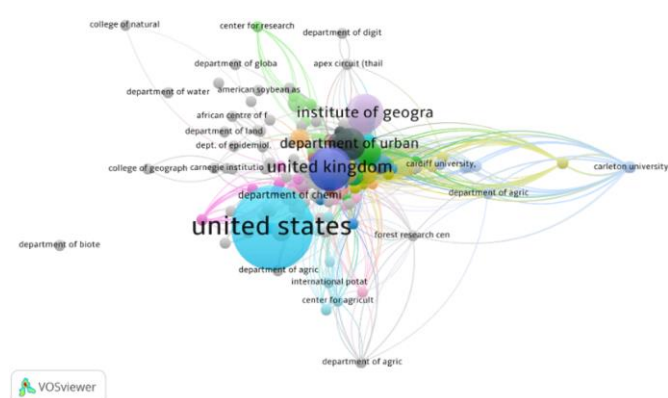 college of natural
center for research
department of digit
department of globa
apex circuit (thail
department of water
american soybean as
african centre of f
institute of geogra
department of land
dept. of epidemiol.
department of urban
college of geograph
carnegie institutio
united kingdom
cardiff university,
carleton university
department of chemi
department of agric
united states
forest research cen
department of biote
department of agric
international potat
center for agricult
department of agric
VOSviewer